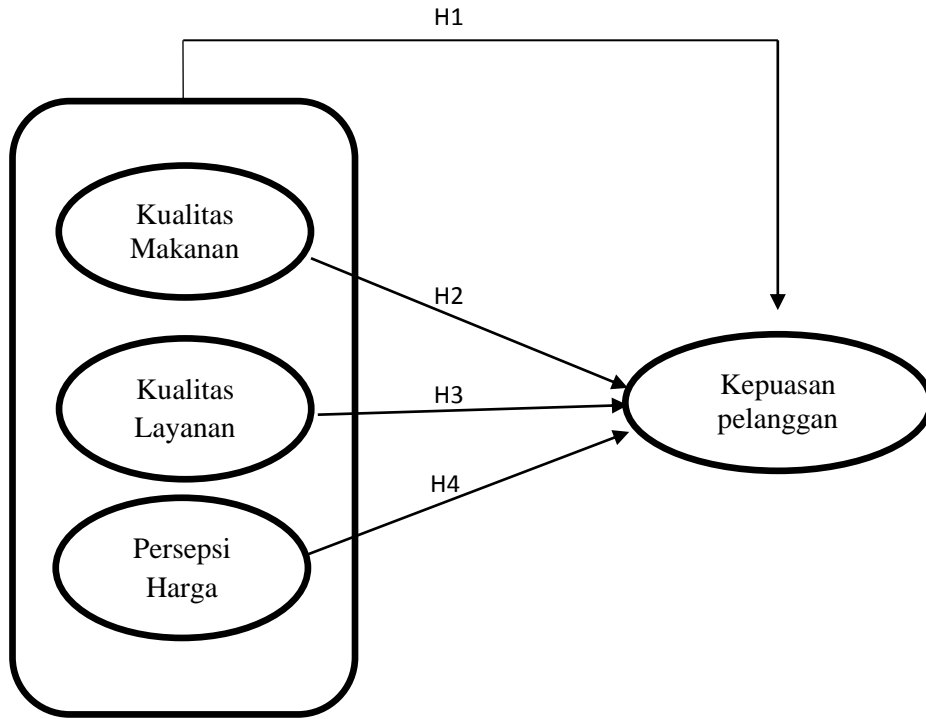 H1
Kualitas
Makanan
H2
Kualitas
Layanan
H3
Kepuasan
pelanggan
H4
Persepsi
Harga